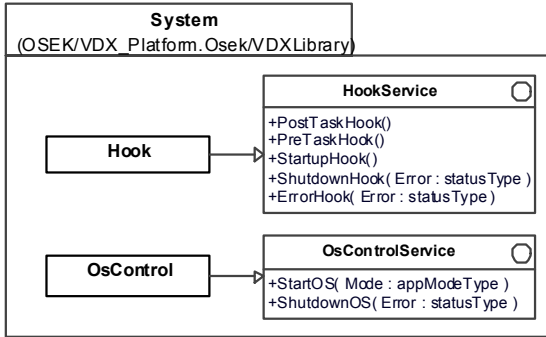 System
(OSEK/VDX_Platform.Osek/VDXLibrary)
HookService
+PostTaskHook()
+PreTaskHook()
+StartupHook()
+ShutdownHook( Error : statusType )
+ErrorHook( Error : statusType )
Hook
OsControlService
+StartOS( Mode : appModeType )
+ShutdownOS( Error : statusType )
OsControl